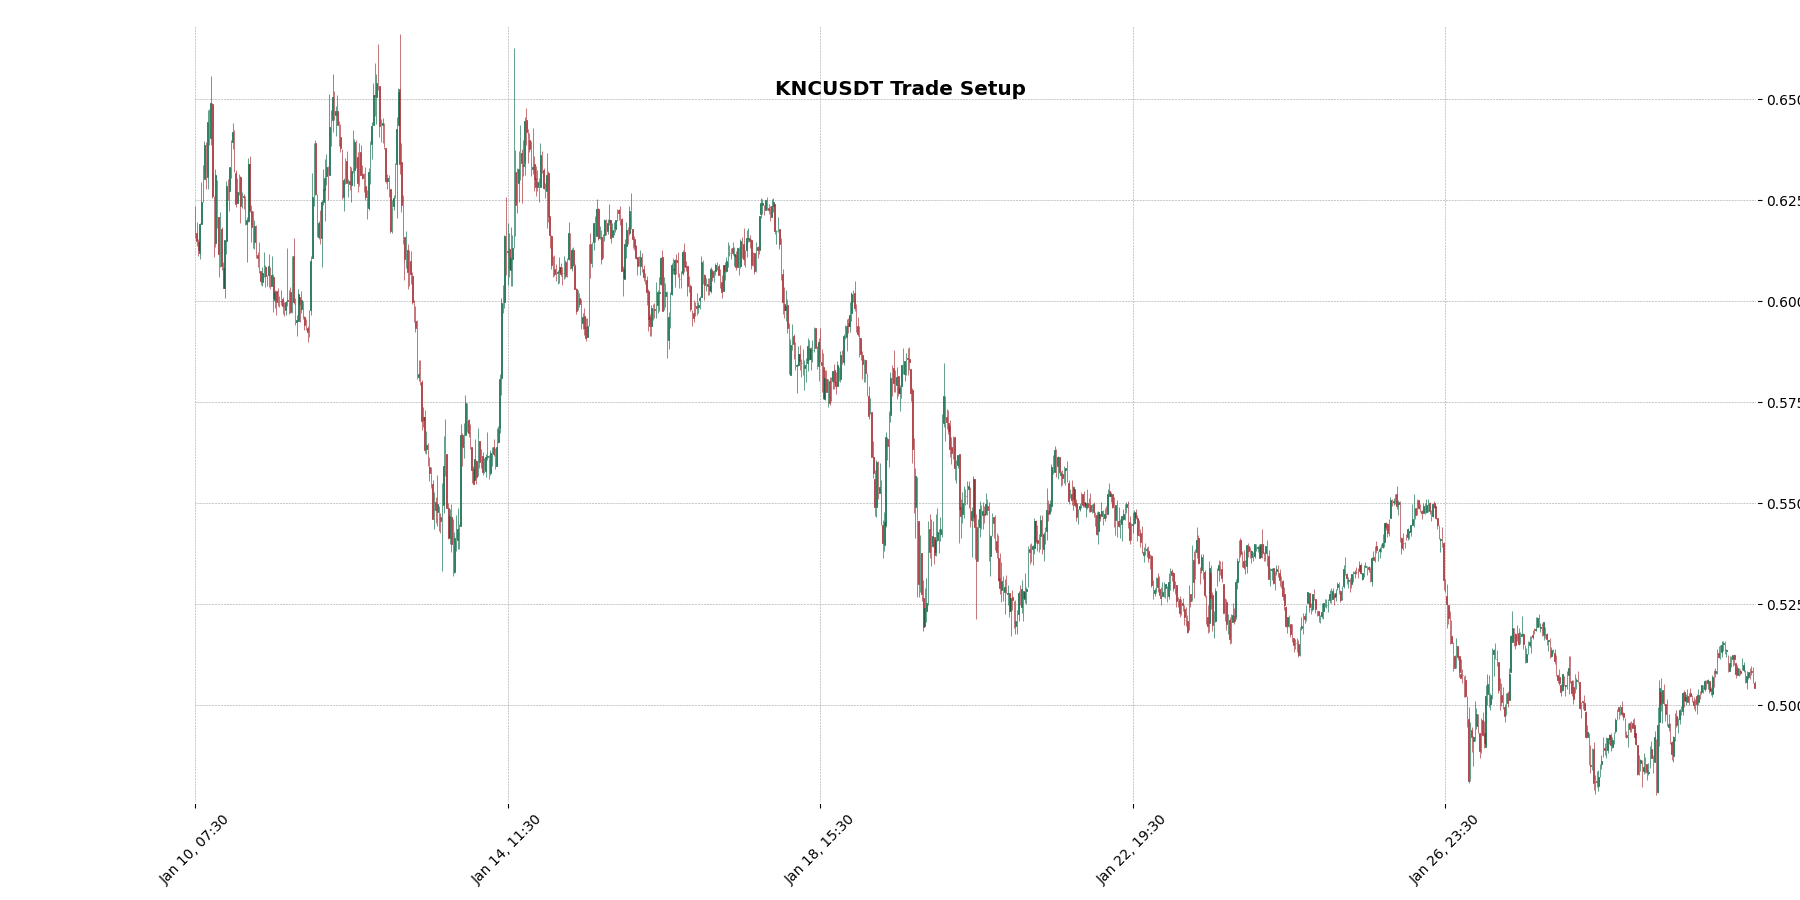 KNCUSDT Trade Setup
0.650
0.625
0.600
0.575
0.550
0.525
0.500
Jan 10, 07:30
Jan 14, 11:30
Jan 18, 15:30
Jan 22, 19:30
Jan 26, 23:30